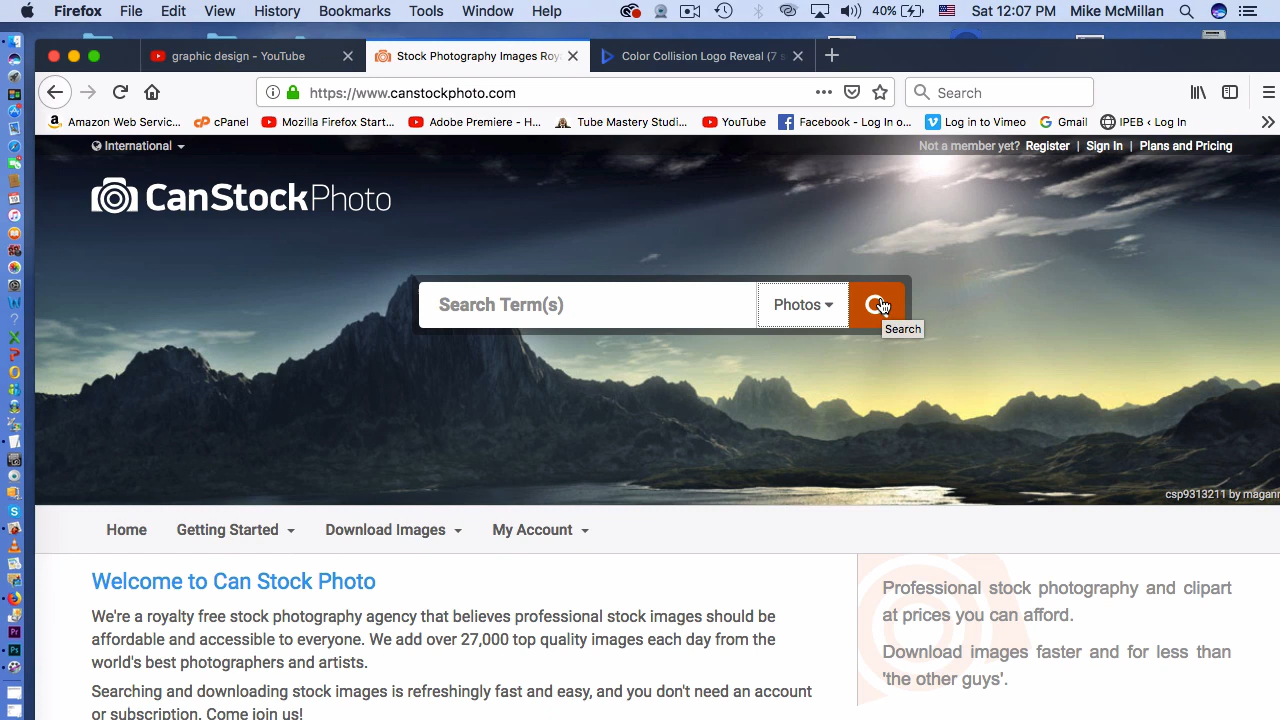 Firefox File Edit View History Bookmarks Tools Window Help 40% Sat 12:07 PM Mike McMillan
graphic design - YouTube
Stock Photography Images Roy
Color Collision Logo Reveal (7 s
https://www.canstockphoto.com
Search
Amazon Web Servic... cPanel Mozilla Firefox Start... Adobe Premiere - H... Tube Mastery Studi... YouTube Facebook - Log In o... Log in to Vimeo Gmail IPEB ‹ Log In
International
Not a member yet? Register | Sign In | Plans and Pricing
CanStockPhoto
Search Term(s)
Photos
Search
csp9313211 by magann
Home Getting Started Download Images My Account
Welcome to Can Stock Photo
We're a royalty free stock photography agency that believes professional stock images should be
affordable and accessible to everyone. We add over 27,000 top quality images each day from the
world's best photographers and artists.
Searching and downloading stock images is refreshingly fast and easy, and you don't need an account
or subscription. Come join us!
Professional stock photography and clipart
at prices you can afford.
Download images faster and for less than
'the other guys'.